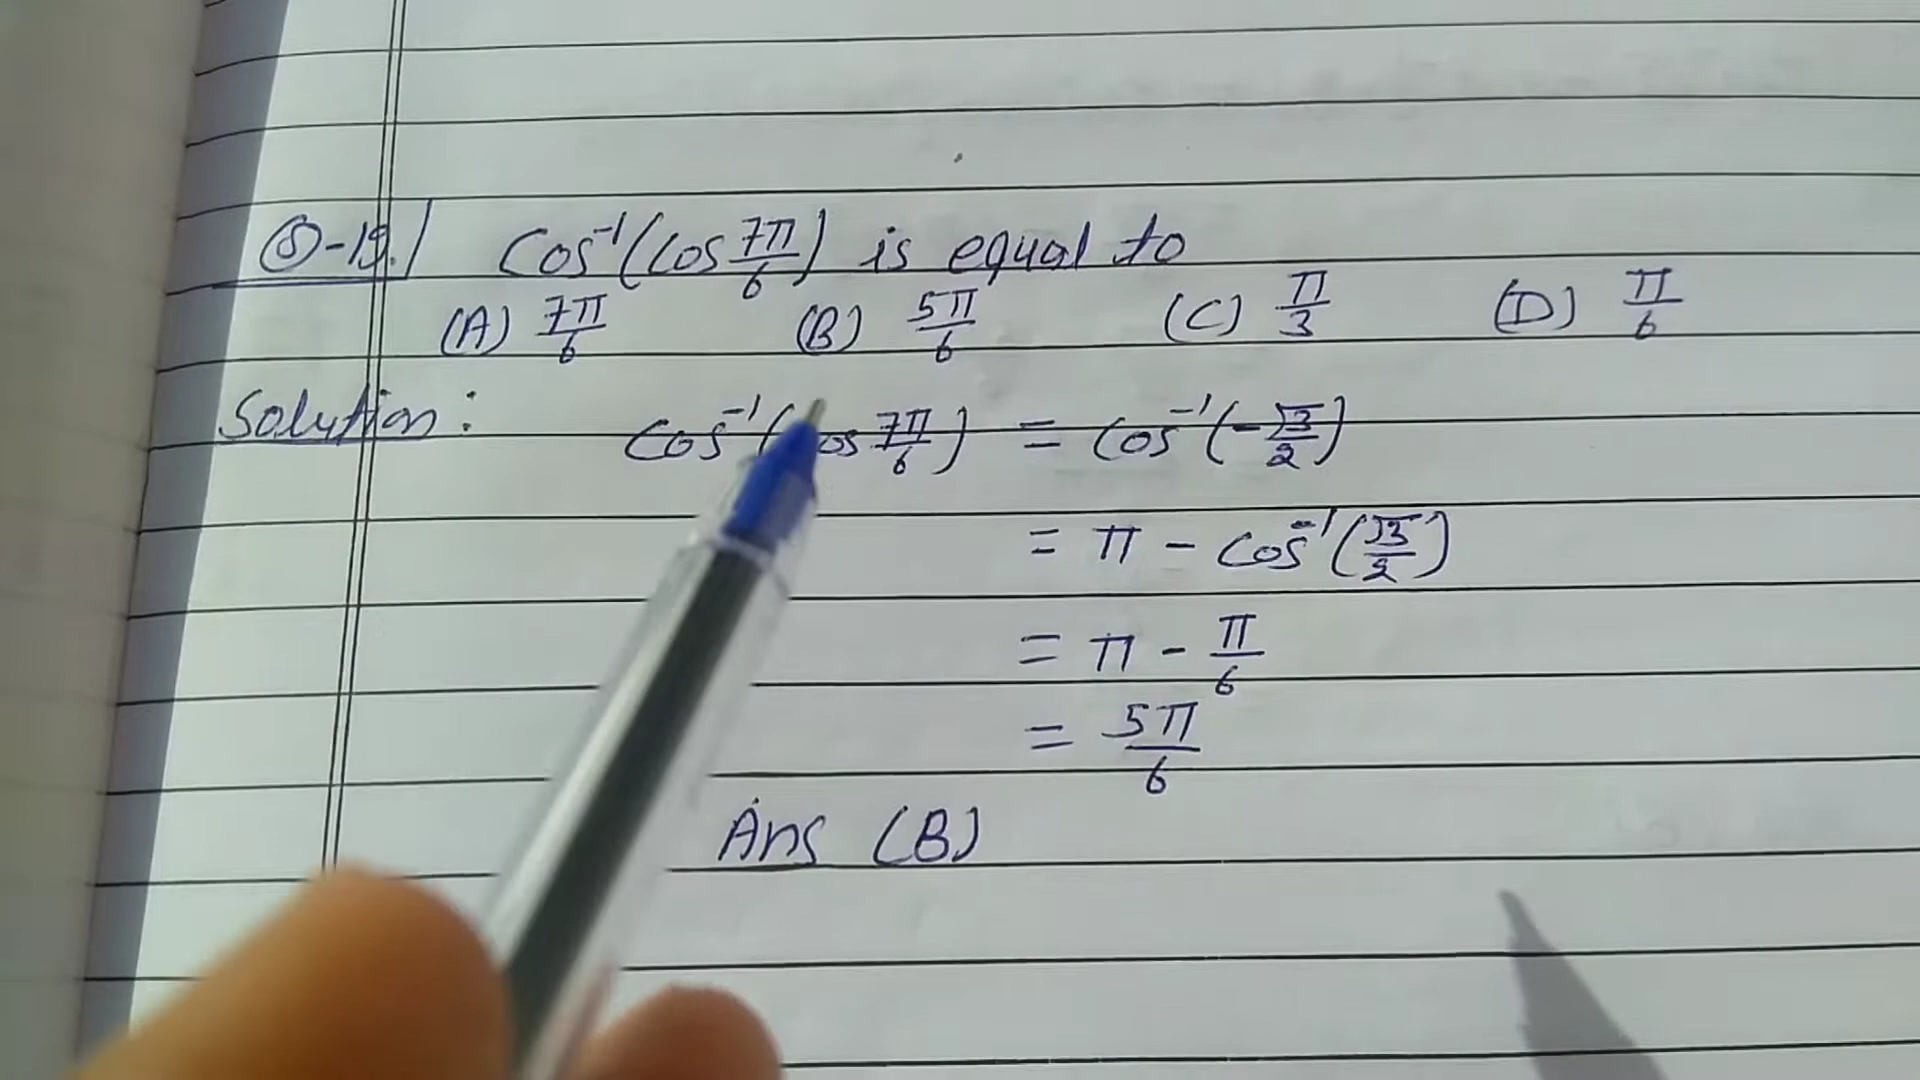 Q-19. Cos⁻¹(cos 7π/6) is equal to
(A) 7π/6 (B) 5π/6 (C) π/3 (D) π/6
Solution: cos⁻¹(cos 7π/6) = cos⁻¹(-√3/2)
= π - cos⁻¹(√3/2)
= π - π/6
= 5π/6
Ans (B)